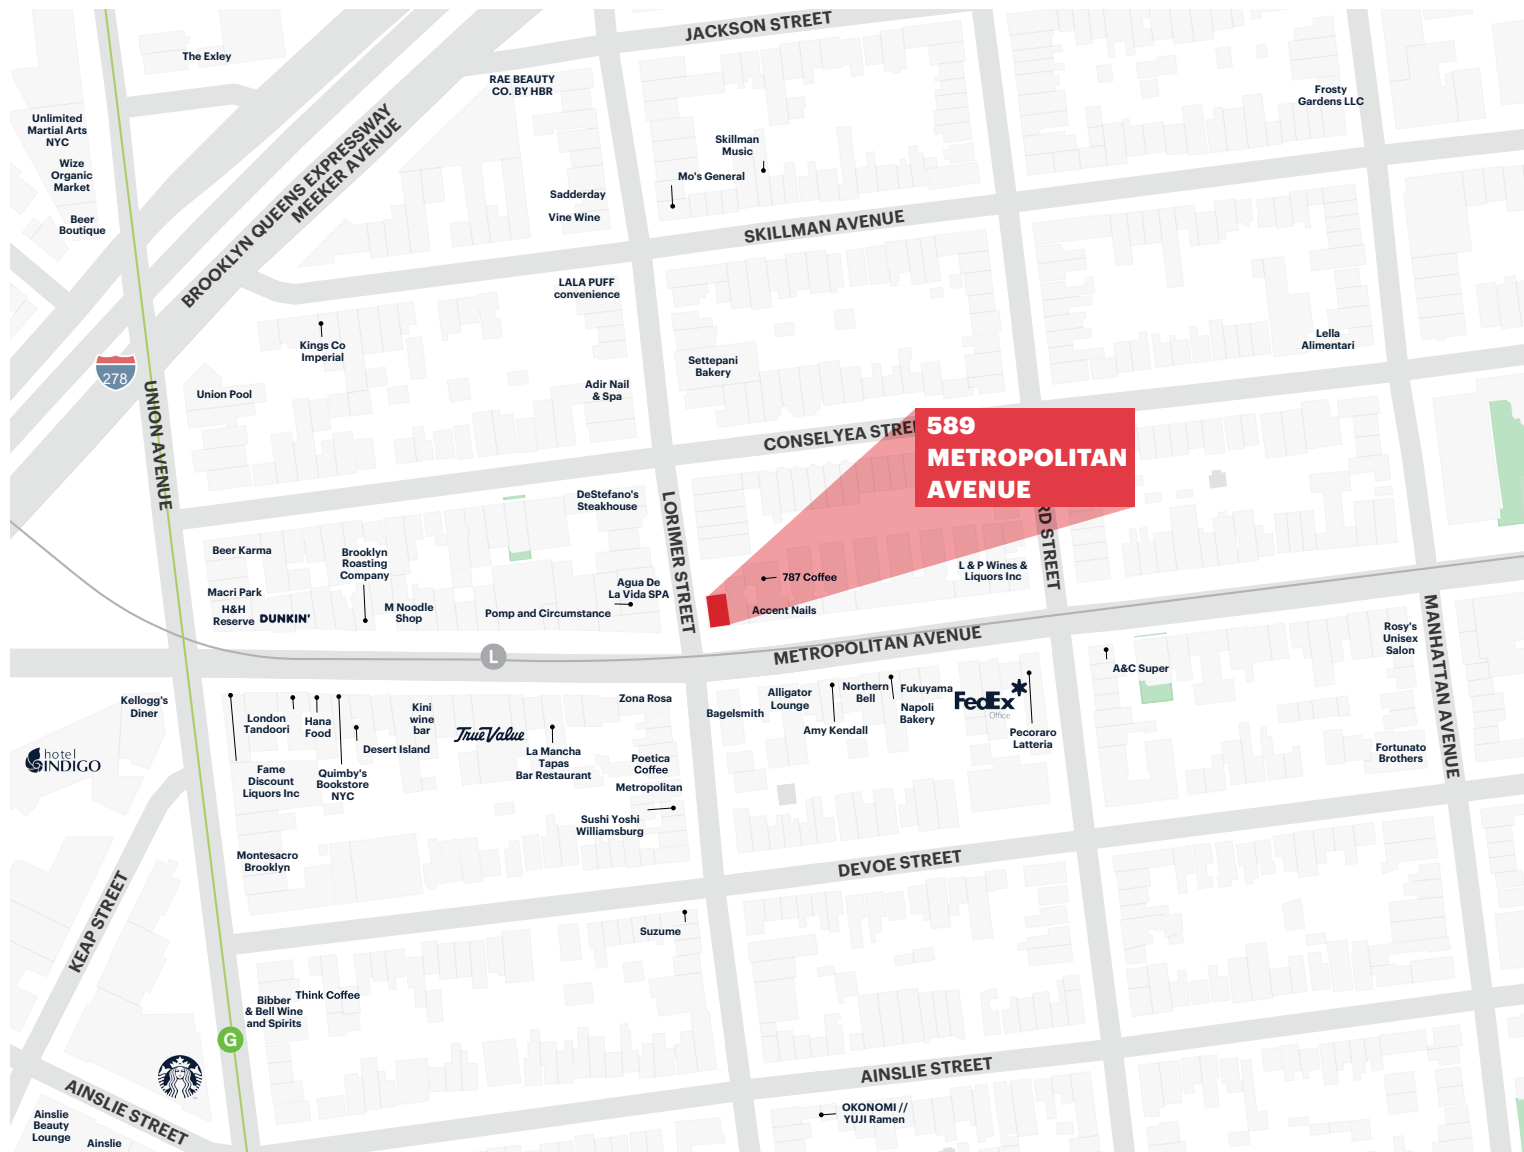 JACKSON STREET
The Exley
RAE BEAUTY
CO. BY HBR
Frosty
Gardens LLC
Unlimited
Martial Arts
NYC
Wize
Organic
Market
Beer
Boutique
BROOKLYN QUEENS EXPRESSWAY
MEEKER AVENUE
Skillman
Music
Mo's General
Sadderday
Vine Wine
SKILLMAN AVENUE
LALA PUFF
convenience
Kings Co
Imperial
278
Union Pool
UNION AVENUE
Adir Nail
& Spa
Settepani
Bakery
Lella
Alimentari
CONSELYEA STREE
589
METROPOLITAN
AVENUE
DeStefano's
Steakhouse
LORIMER STREET
RD STREET
Beer Karma
Brooklyn
Roasting
Company
Macri Park
H&H
Reserve
DUNKIN'
M Noodle
Shop
Agua De
La Vida SPA
Pomp and Circumstance
787 Coffee
Accent Nails
L & P Wines &
Liquors Inc
METROPOLITAN AVENUE
L
MANHATTAN AVENUE
Rosy's
Unisex
Salon
A&C Super
Kellogg's
Diner
London
Tandoori
Hana
Food
Kini
wine
bar
Desert Island
True Value
La Mancha
Tapas
Bar Restaurant
Zona Rosa
Bagelsmith
Alligator
Lounge
Amy Kendall
Northern
Bell
Fukuyama
Napoli
Bakery
FedEx
Office
Pecoraro
Latteria
Fortunato
Brothers
hotel
INDIGO
Fame
Discount
Liquors Inc
Quimby's
Bookstore
NYC
Poetica
Coffee
Metropolitan
Sushi Yoshi
Williamsburg
Montesacro
Brooklyn
DEVOE STREET
KEAP STREET
Suzume
Think Coffee
Bibber
& Bell Wine
and Spirits
G
AINSLIE STREET
AINSLIE STREET
Ainslie
Beauty
Lounge
Ainslie
OKONOMI //
YUJI Ramen